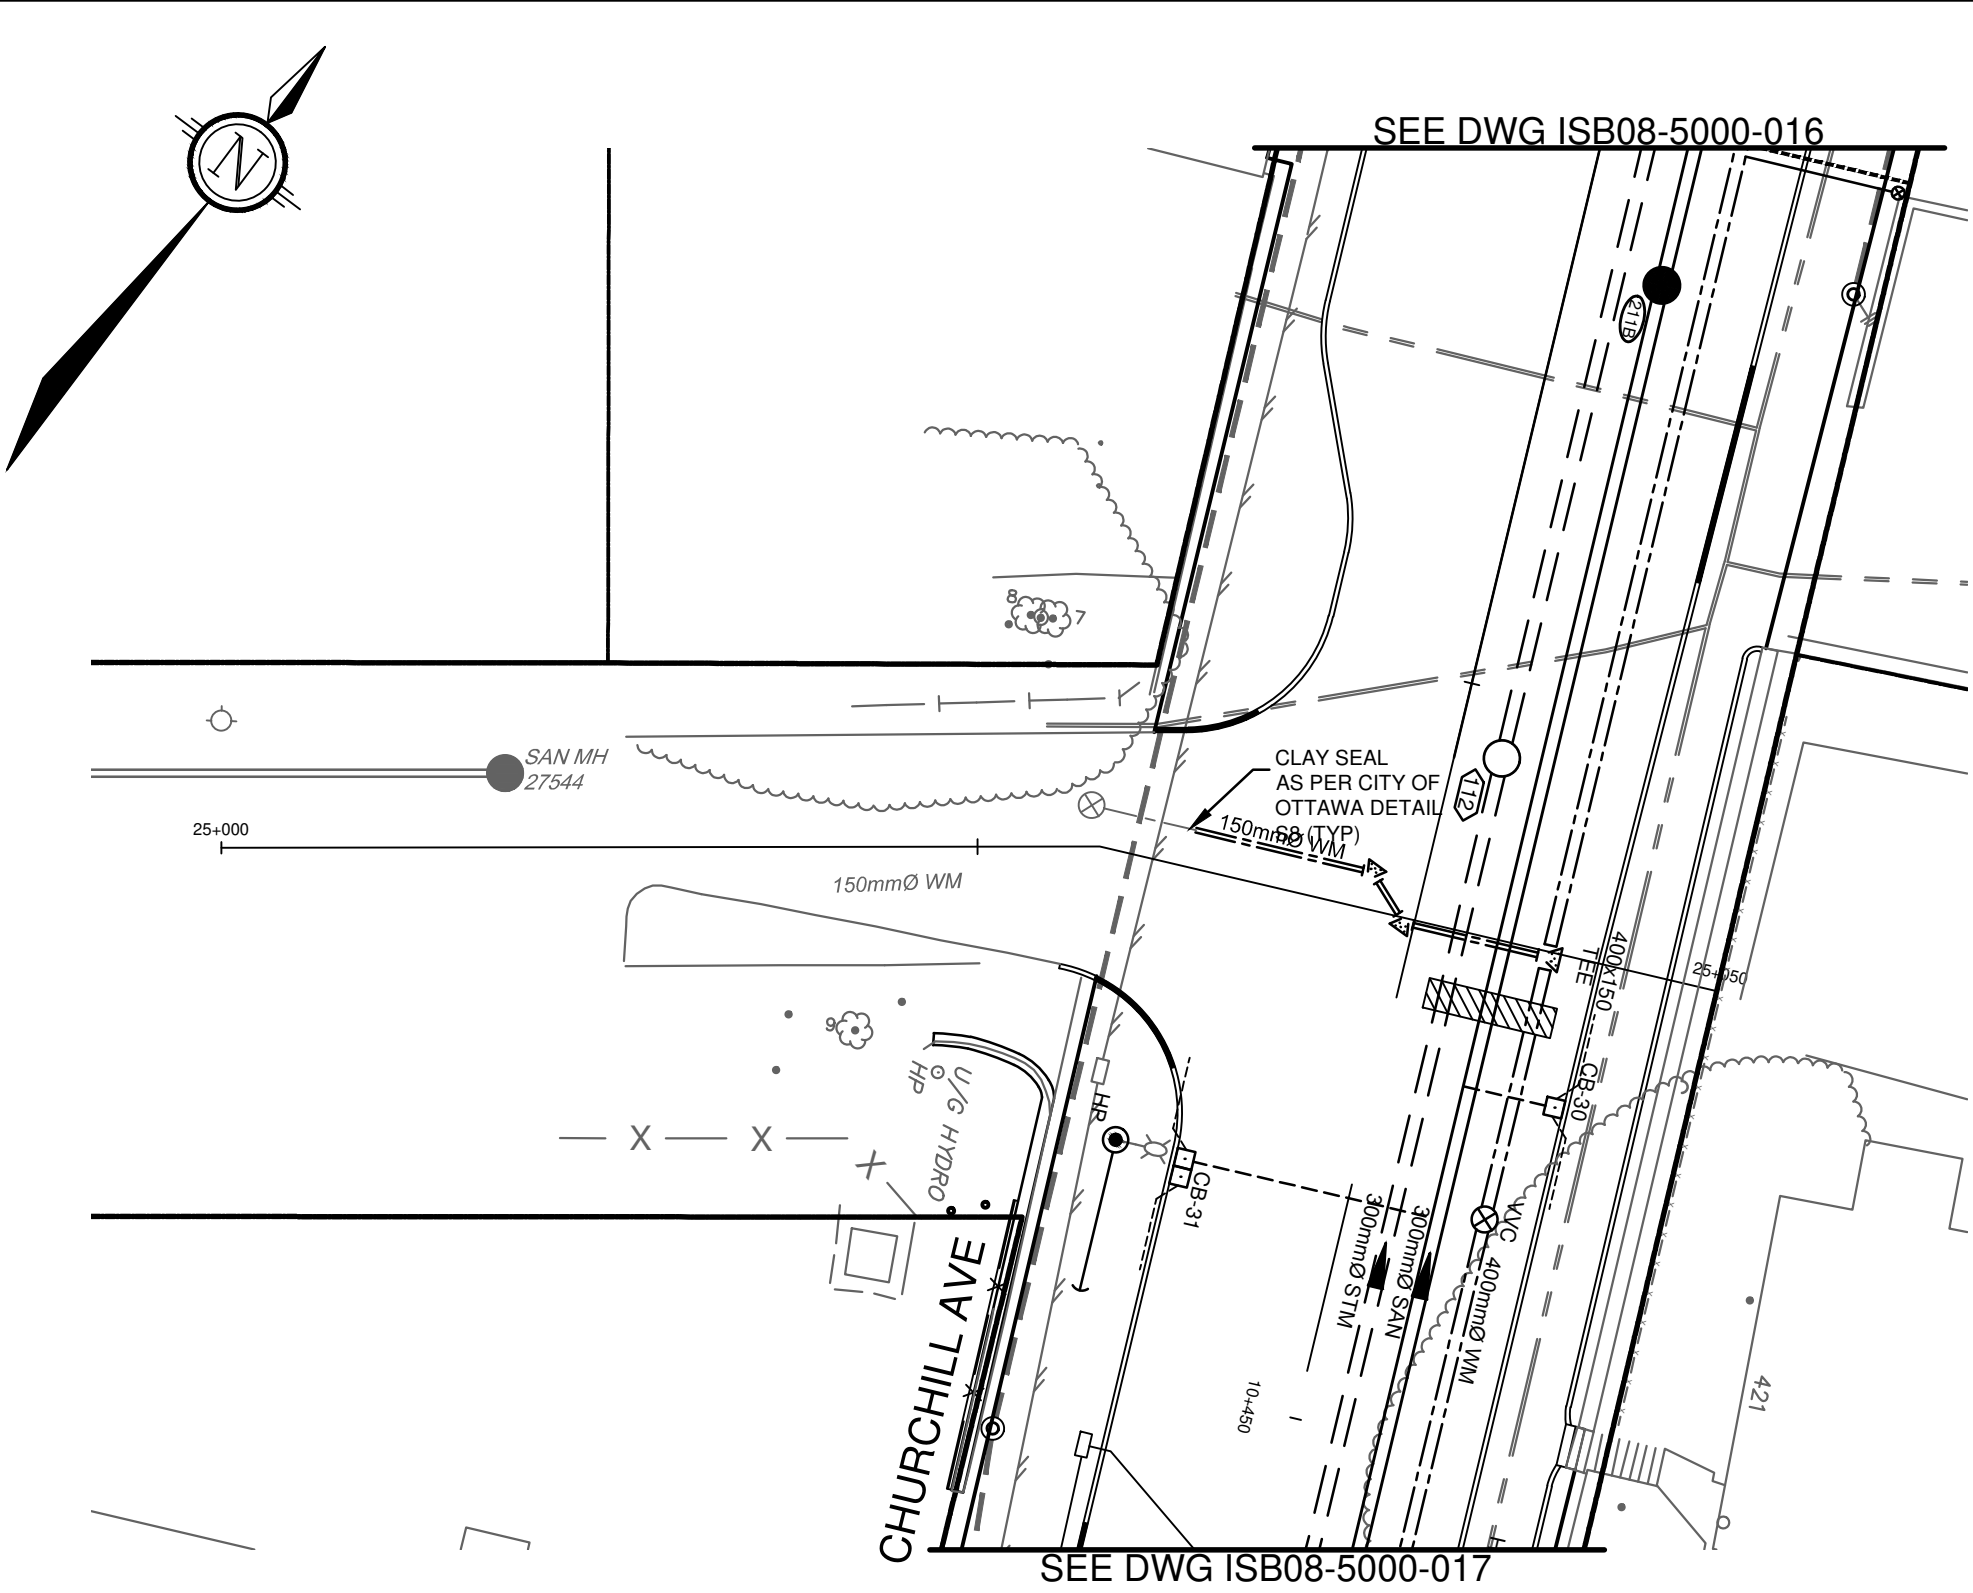 SEE DWG ISB08-5000-016
N
211B
8
7
SAN MH
27544
25+000
CLAY SEAL
AS PER CITY OF
OTTAWA DETAIL
S8 (TYP)
150mmØ WM
112
150mmØ WM
400x150
TEE
25+050
9
HP
U/G HYDRO
HP
CB-30
X
X
X
CB-31
VVC
300mmØ STM
300mmØ SAN
400mmØ WM
CHURCHILL AVE
10+450
421
SEE DWG ISB08-5000-017